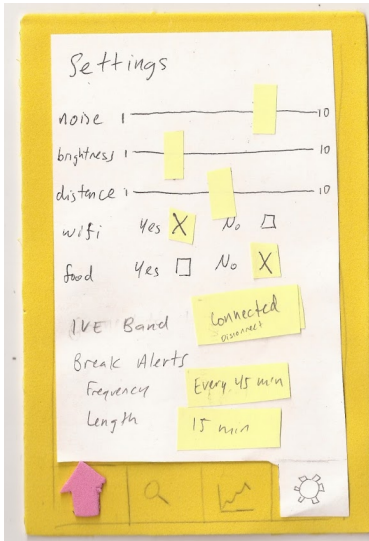 Settings
noise 1 10
brightness 1 10
distance 1 10
wifi Yes X No
food Yes No X
IVE Band Connected
Disconnect
Break Alerts
Frequency Every 45 min
Length 15 min